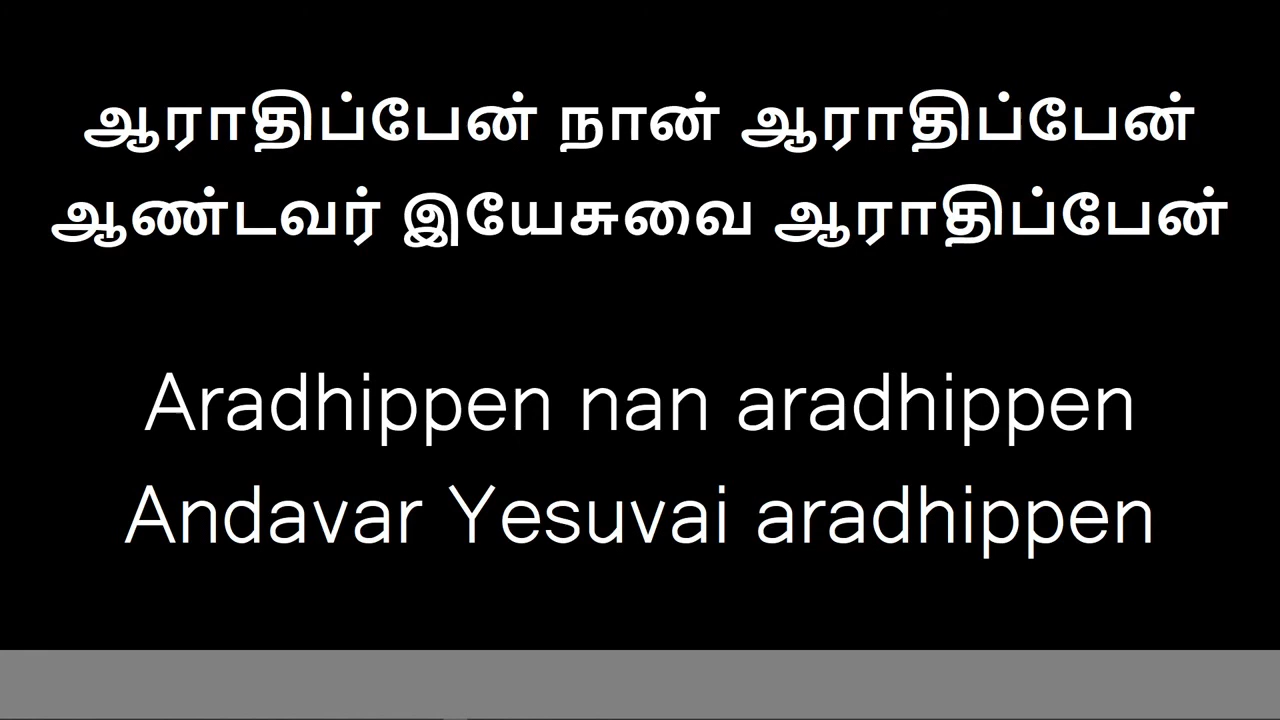 ஆராதிப்பேன் நான் ஆராதிப்பேன்
ஆண்டவர் இயேசுவை ஆராதிப்பேன்
Aradhippen nan aradhippen
Andavar Yesuvai aradhippen